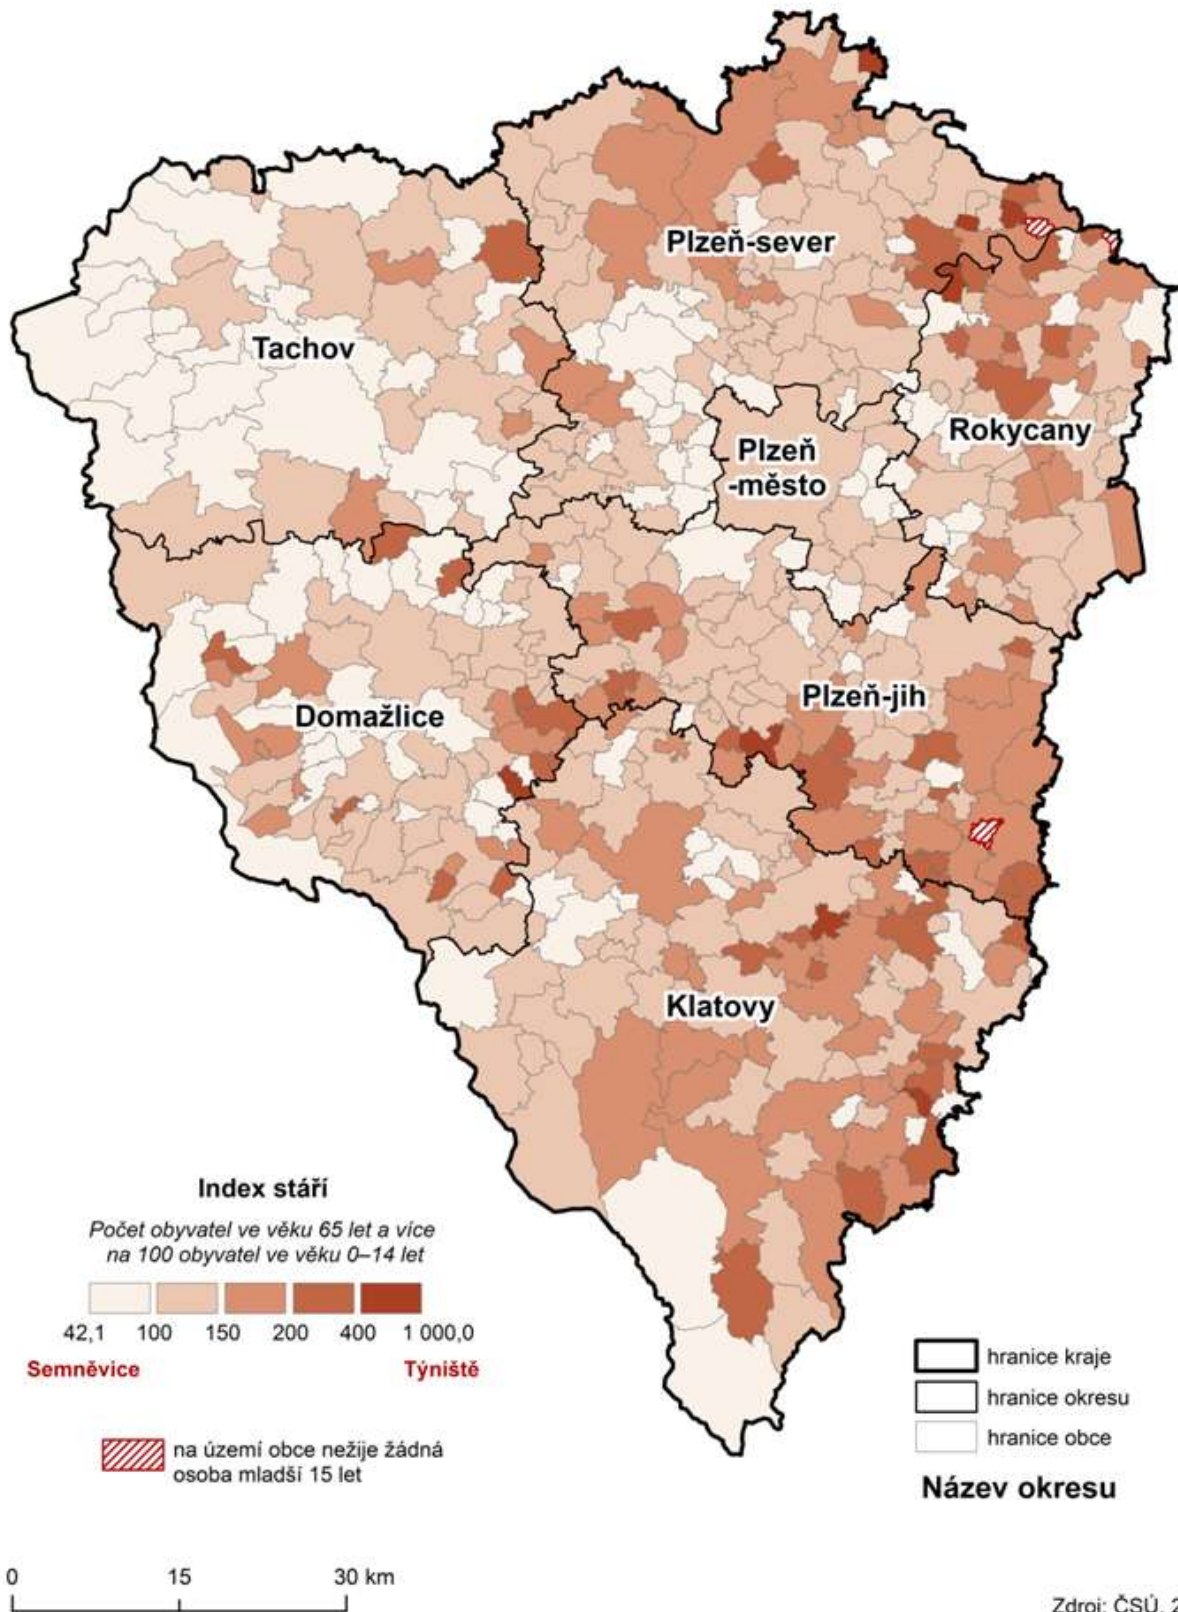 Plzeň-sever
Tachov
Plzeň
-město
Rokycany
Domažlice
Plzeň-jih
Klatovy
Index stáří
Počet obyvatel ve věku 65 let a více
na 100 obyvatel ve věku 0–14 let
42,1 100 150 200 400 1 000,0
Semněvice Týniště
na území obce nežije žádná
osoba mladší 15 let
hranice kraje
hranice okresu
hranice obce
Název okresu
0 15 30 km
Zdroj: ČSÚ, 2